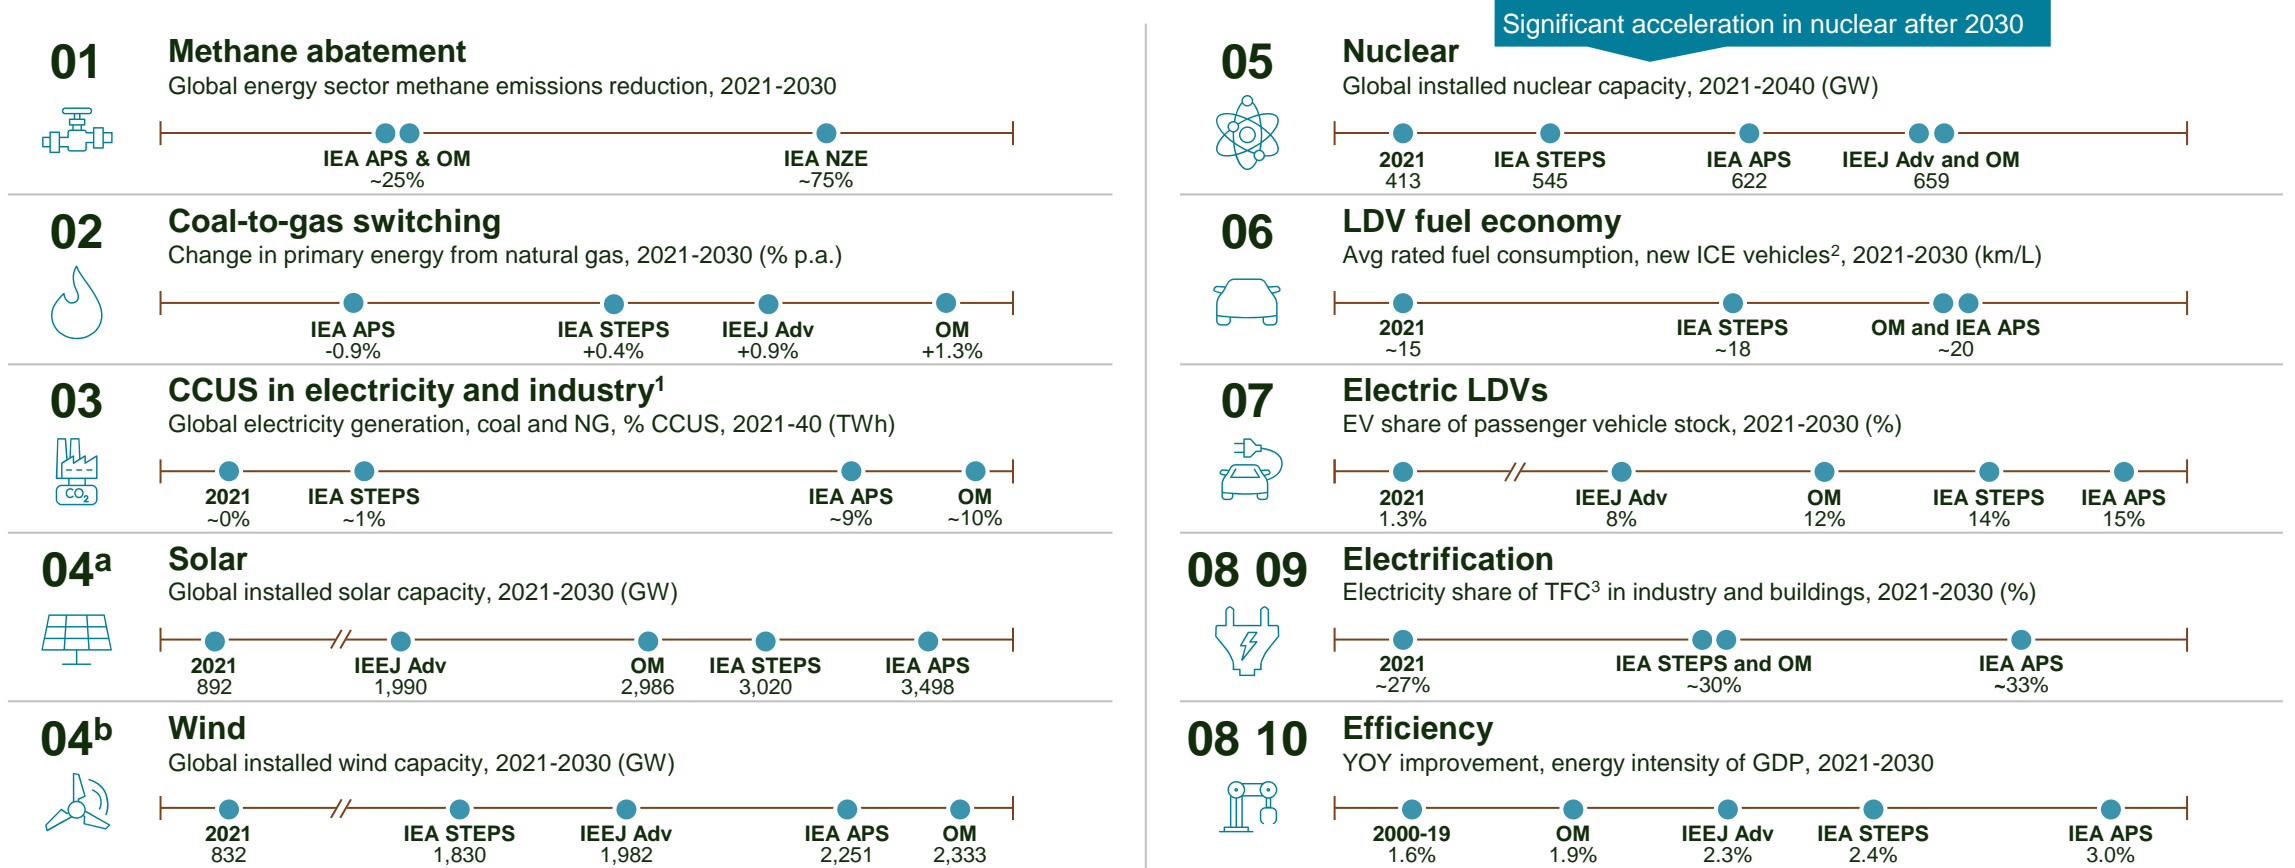 01
Methane abatement
Global energy sector methane emissions reduction, 2021-2030
IEA APS & OM
~25%
IEA NZE
~75%
02
Coal-to-gas switching
Change in primary energy from natural gas, 2021-2030 (% p.a.)
IEA APS
-0.9%
IEA STEPS
+0.4%
IEEJ Adv
+0.9%
OM
+1.3%
03
CO₂
CCUS in electricity and industry¹
Global electricity generation, coal and NG, % CCUS, 2021-40 (TWh)
2021
~0%
IEA STEPS
~1%
IEA APS
~9%
OM
~10%
04ᵃ
Solar
Global installed solar capacity, 2021-2030 (GW)
2021
892
IEEJ Adv
1,990
OM
2,986
IEA STEPS
3,020
IEA APS
3,498
04ᵇ
Wind
Global installed wind capacity, 2021-2030 (GW)
2021
832
IEA STEPS
1,830
IEEJ Adv
1,982
IEA APS
2,251
OM
2,333
Significant acceleration in nuclear after 2030
05
Nuclear
Global installed nuclear capacity, 2021-2040 (GW)
2021
413
IEA STEPS
545
IEA APS
622
IEEJ Adv and OM
659
06
LDV fuel economy
Avg rated fuel consumption, new ICE vehicles², 2021-2030 (km/L)
2021
~15
IEA STEPS
~18
OM and IEA APS
~20
07
Electric LDVs
EV share of passenger vehicle stock, 2021-2030 (%)
2021
1.3%
IEEJ Adv
8%
OM
12%
IEA STEPS
14%
IEA APS
15%
08 09
Electrification
Electricity share of TFC³ in industry and buildings, 2021-2030 (%)
2021
~27%
IEA STEPS and OM
~30%
IEA APS
~33%
08 10
Efficiency
YOY improvement, energy intensity of GDP, 2021-2030
2000-19
1.6%
OM
1.9%
IEEJ Adv
2.3%
IEA STEPS
2.4%
IEA APS
3.0%